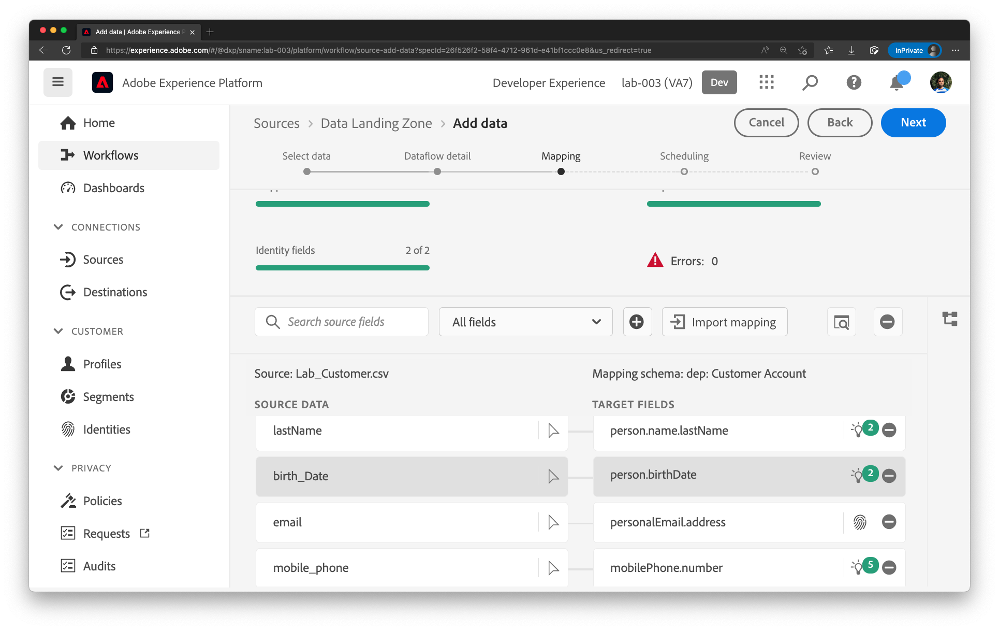 Add data | Adobe Experience P
https://experience.adobe.com/#/@dxp/sname:lab-003/platform/workflow/source-add-data?specId=26f526f2-58f4-4712-961d-e41bf1ccc0e8&us_redirect=true
InPrivate
Adobe Experience Platform
Developer Experience
lab-003 (VA7)
Dev
Home
Workflows
Dashboards
CONNECTIONS
Sources
Destinations
CUSTOMER
Profiles
Segments
Identities
PRIVACY
Policies
Requests
Audits
Sources > Data Landing Zone > Add data
Cancel
Back
Next
Select data
Dataflow detail
Mapping
Scheduling
Review
Identity fields 2 of 2
Errors: 0
Search source fields
All fields
Import mapping
Source: Lab_Customer.csv
Mapping schema: dep: Customer Account
SOURCE DATA
TARGET FIELDS
lastName
person.name.lastName
2
birth_Date
person.birthDate
2
email
personalEmail.address
mobile_phone
mobilePhone.number
5